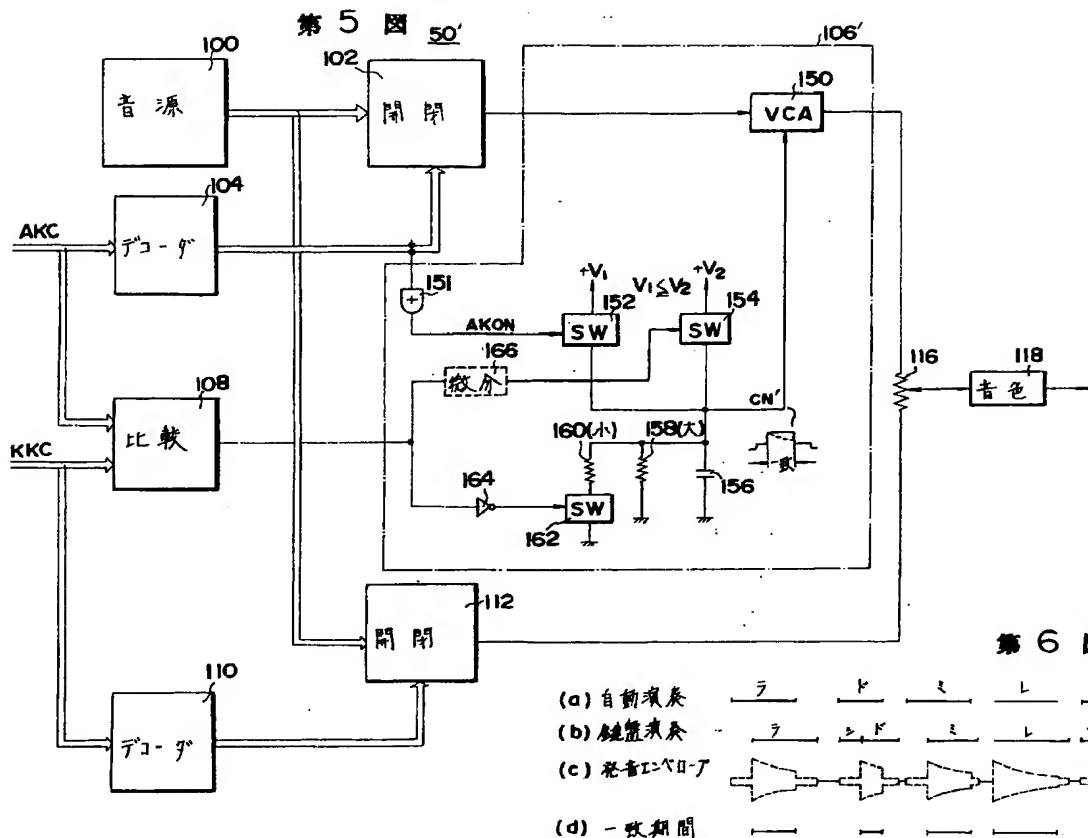 第 5 図
50'
106'
100
音源
102
開閉
150
VCA
104
AKC
デコーダ
151
+V₁
V₁≦V₂
+V₂
152
154
AKON
SW
SW
166
微分
116
118
音色
108
CN'
KKC
比較
160(小)
158(大)
一致
164
156
SW
162
112
開閉
110
デコーダ
第 6 図
(a) 自動演奏
ラ
ド
ミ
レ
(b) 鍵盤演奏
ラ
シ
ド
ミ
レ
(c) 発音エンベロープ
(d) 一致期間